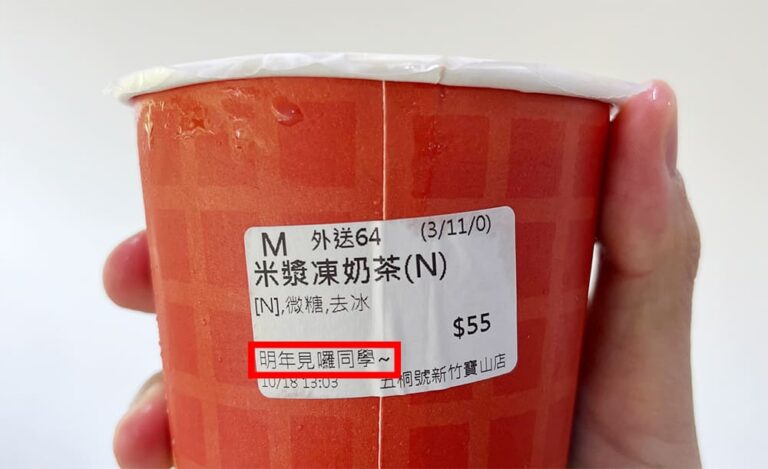 M 外送64 (3/11/0)
米漿凍奶茶(N)
[N],微糖,去冰
$55
明年見囉同學~
10/18 13:03 五桐號新竹寶山店